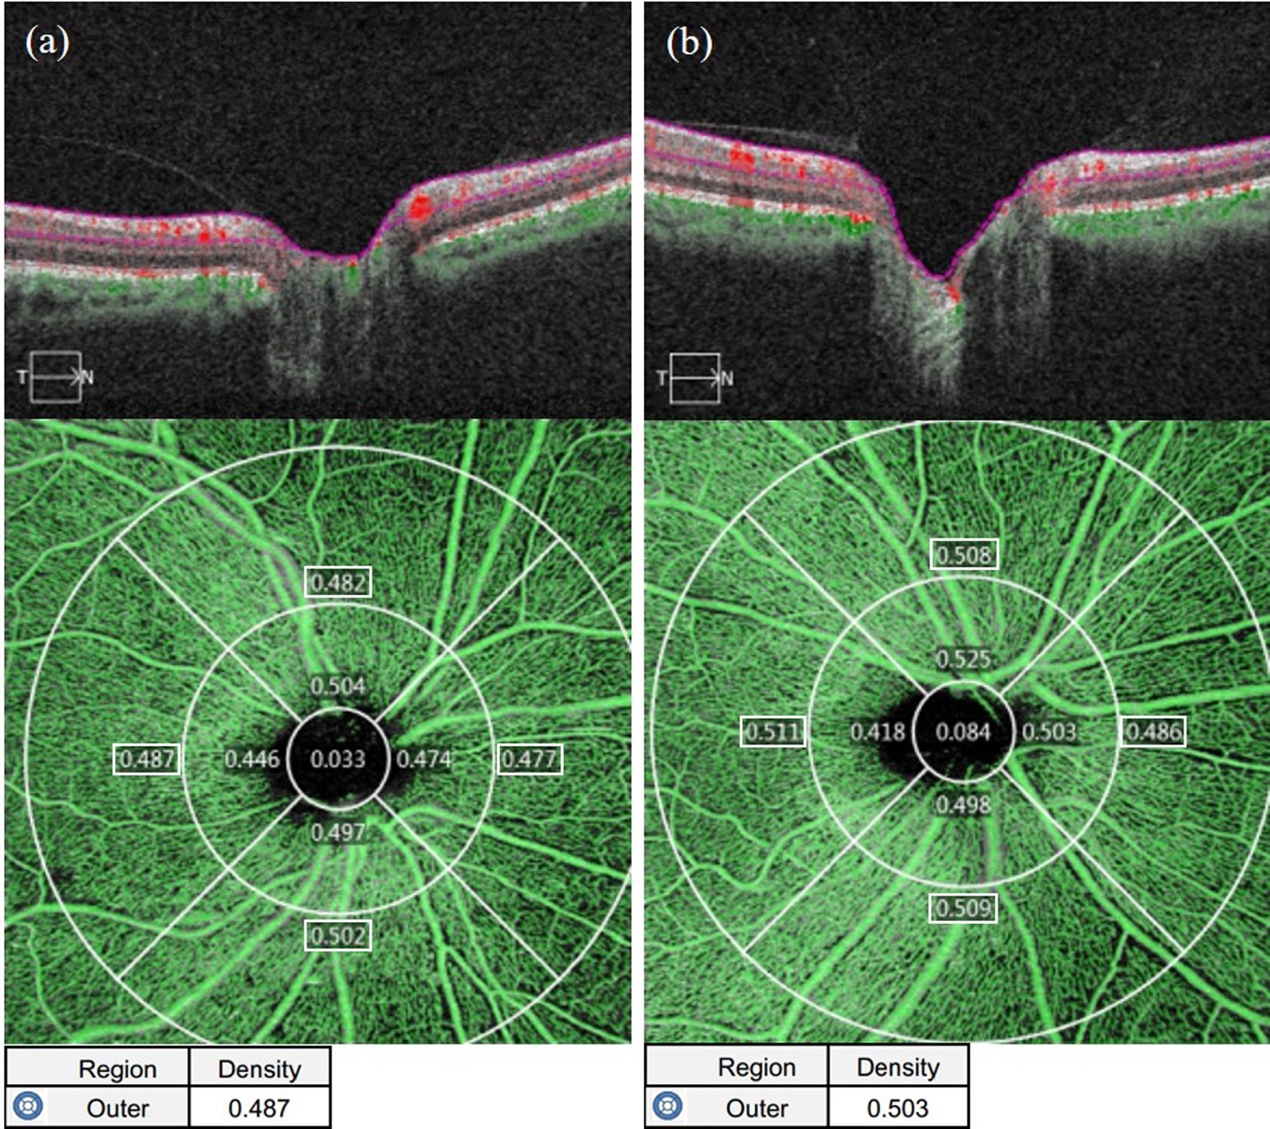 (a)
T N
0.482
0.504
0.487 0.446 0.033 0.474 0.477
0.497
0.502
Region Density
Outer 0.487
(b)
T N
0.508
0.525
0.511 0.418 0.084 0.503 0.486
0.498
0.509
Region Density
Outer 0.503